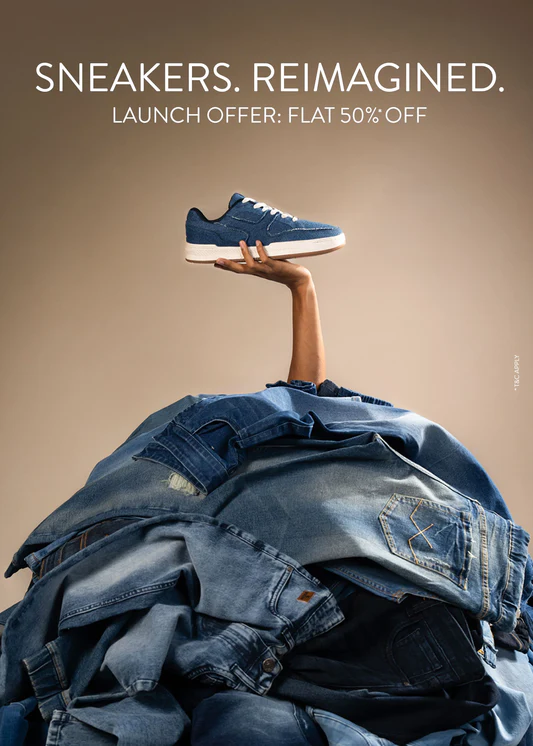 SNEAKERS. REIMAGINED.
LAUNCH OFFER: FLAT 50%* OFF
*T&C APPLY